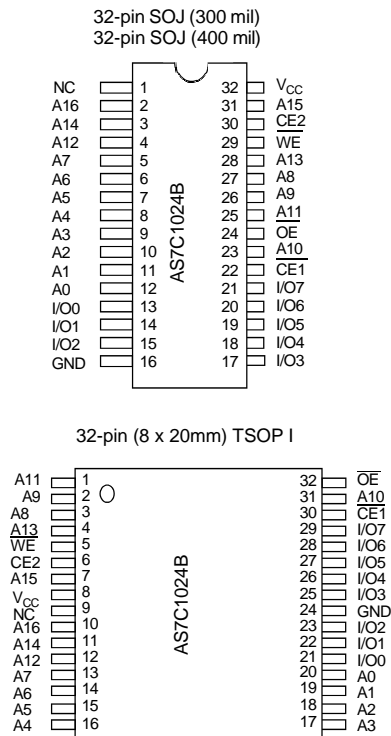 32-pin SOJ (300 mil)
32-pin SOJ (400 mil)
NC 1 32 VCC
A16 2 31 A15
A14 3 30 CE2
A12 4 29 WE
A7 5 28 A13
A6 6 27 A8
A5 7 26 A9
A4 8 25 A11
A3 9 24 OE
A2 10 23 A10
A1 11 22 CE1
A0 12 21 I/O7
I/O0 13 20 I/O6
I/O1 14 19 I/O5
I/O2 15 18 I/O4
GND 16 17 I/O3
AS7C1024B
32-pin (8 x 20mm) TSOP I
A11 1 32 OE
A9 2 31 A10
A8 3 30 CE1
A13 4 29 I/O7
WE 5 28 I/O6
CE2 6 27 I/O5
A15 7 26 I/O4
VCC 8 25 I/O3
NC 9 24 GND
A16 10 23 I/O2
A14 11 22 I/O1
A12 12 21 I/O0
A7 13 20 A0
A6 14 19 A1
A5 15 18 A2
A4 16 17 A3
AS7C1024B